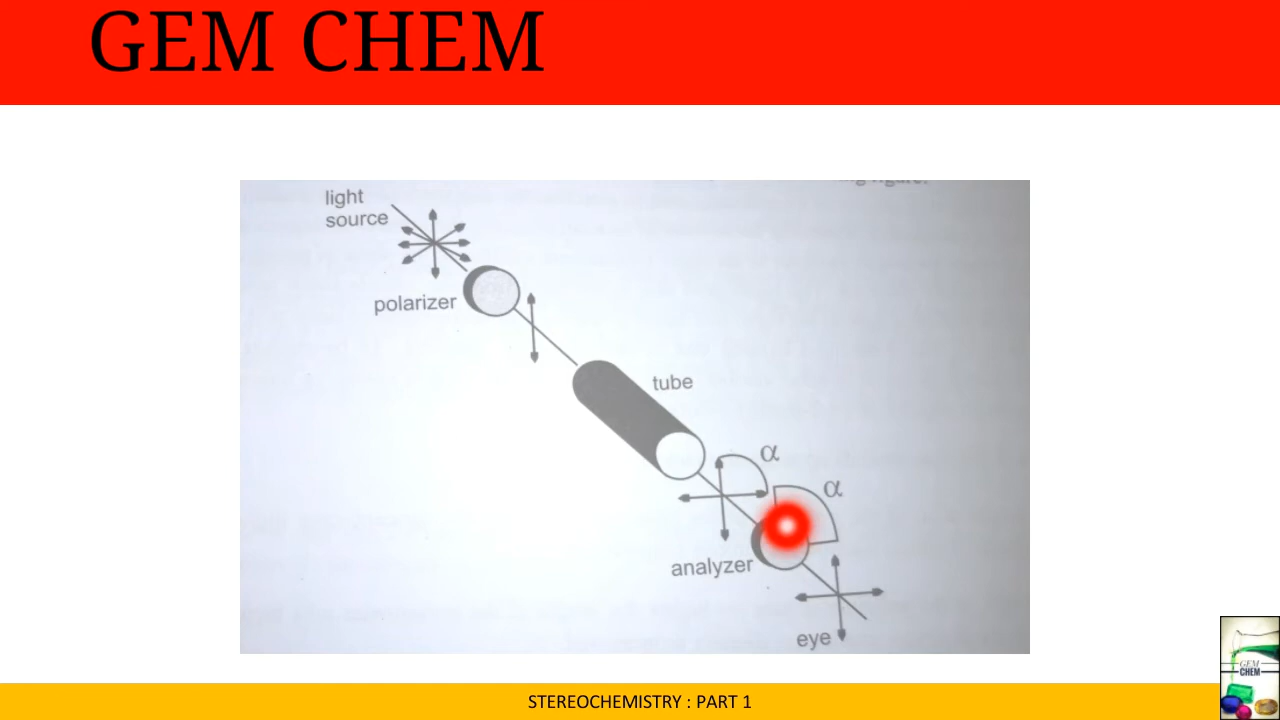 GEM CHEM
light
source
polarizer
tube
α
α
analyzer
eye
GEM
CHEM
STEREOCHEMISTRY : PART 1